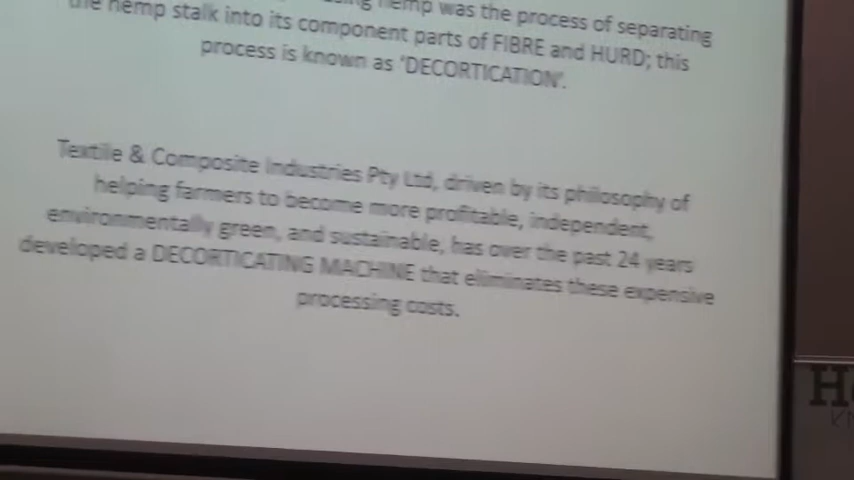 hemp was the process of separating
the hemp stalk into its component parts of FIBRE and HURD; this
process is known as 'DECORTICATION'.
Textile & Composite Industries Pty Ltd, driven by its philosophy of
helping farmers to become more profitable, independent,
environmentally green, and sustainable, has over the past 24 years
developed a DECORTICATING MACHINE that eliminates these expensive
processing costs.